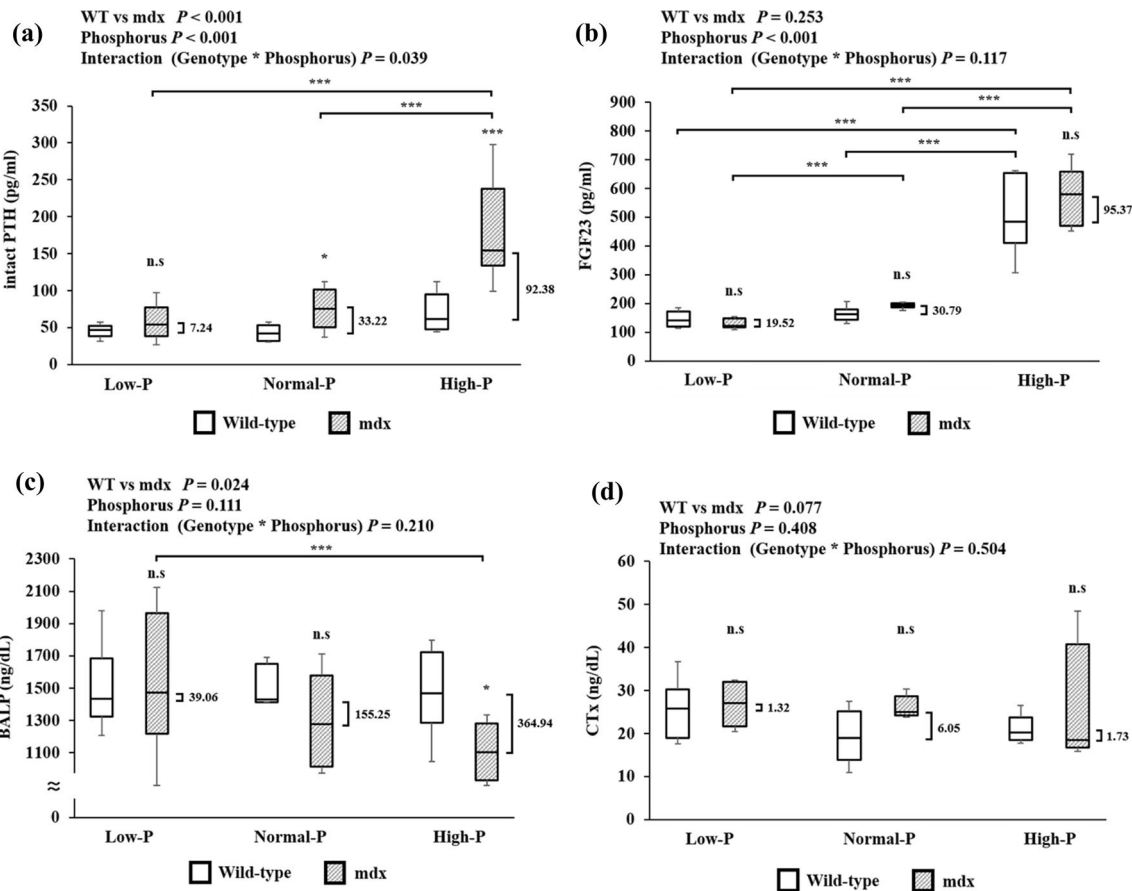 (a)
WT vs mdx P < 0.001
Phosphorus P < 0.001
Interaction (Genotype * Phosphorus) P = 0.039
***
***
***
*
n.s
intact PTH (pg/ml)
350
300
250
200
150
100
50
0
7.24
33.22
92.38
Low-P Normal-P High-P
Wild-type mdx
(b)
WT vs mdx P = 0.253
Phosphorus P < 0.001
Interaction (Genotype * Phosphorus) P = 0.117
***
***
***
***
***
n.s
n.s
n.s
FGF23 (pg/ml)
900
800
700
600
500
400
300
200
100
0
19.52
30.79
95.37
Low-P Normal-P High-P
Wild-type mdx
(c)
WT vs mdx P = 0.024
Phosphorus P = 0.111
Interaction (Genotype * Phosphorus) P = 0.210
***
n.s
n.s
*
BALP (ng/dL)
2300
2100
1900
1700
1500
1300
1100
≈
0
39.06
155.25
364.94
Low-P Normal-P High-P
Wild-type mdx
(d)
WT vs mdx P = 0.077
Phosphorus P = 0.408
Interaction (Genotype * Phosphorus) P = 0.504
n.s
n.s
n.s
CTx (ng/dL)
60
50
40
30
20
10
0
1.32
6.05
1.73
Low-P Normal-P High-P
Wild-type mdx